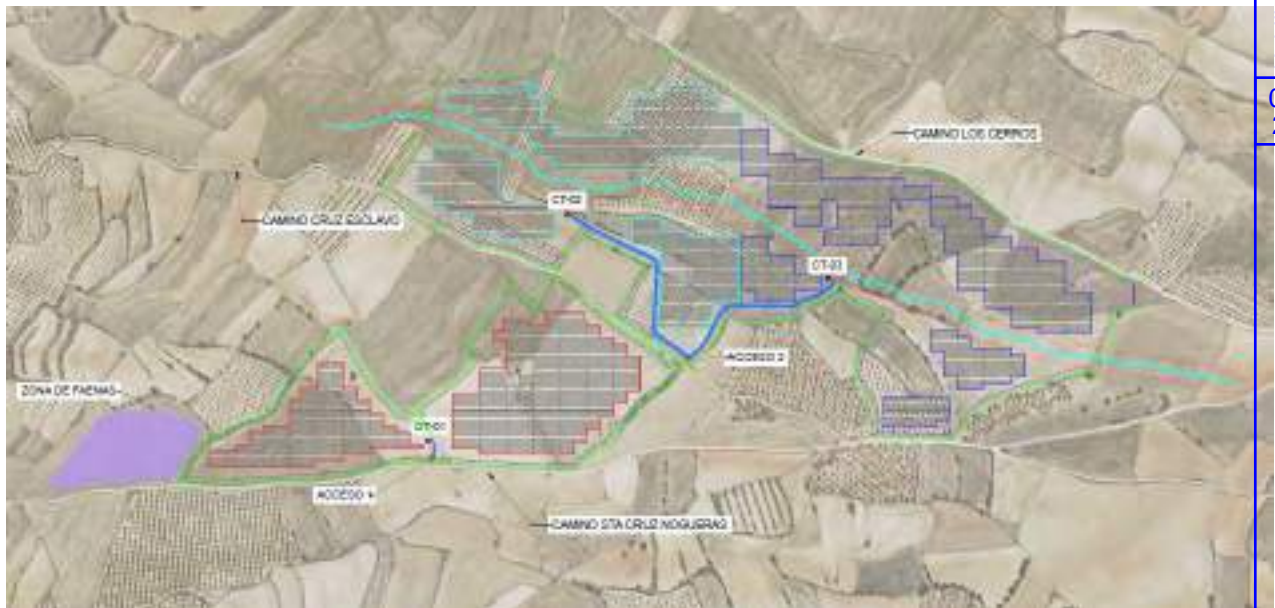 CAMINO LOS CERROS
CT-02
CAMINO CRUZ ESCLAVO
CT-03
ACCESO 2
ZONA DE FAENAS
CT-01
ACCESO
CAMINO STA CRUZ NOGUERAS